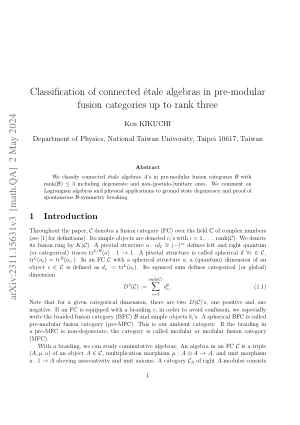 arXiv:2311.15631v3 [math.QA] 2 May 2024
Classification of connected étale algebras in pre-modular
fusion categories up to rank three
Ken KIKUCHI
Department of Physics, National Taiwan University, Taipei 10617, Taiwan
Abstract
We classify connected étale algebras A's in pre-modular fusion categories B with
rank(B) ≤ 3 including degenerate and non-(pseudo-)unitary ones. We comment on
Lagrangian algebras and physical applications to ground state degeneracy and proof of
spontaneous B-symmetry breaking.
1 Introduction
Throughout the paper, C denotes a fusion category (FC) over the field ℂ of complex numbers
(see [1] for definitions). Its simple objects are denoted c_i's with i = 1, . . . , rank(C). We denote
its fusion ring by K(C). A pivotal structure a : id_C ≅ (−)** defines left and right quantum
(or categorical) traces tr^{L/R}(a) : 1 → 1. A pivotal structure is called spherical if ∀c ∈ C,
tr^L(a_c) = tr^R(a_c). In an FC C with a spherical structure a, a (quantum) dimension of an
object c ∈ C is defined as d_c := tr^L(a_c). Its squared sum defines categorical (or global)
dimension
D²(C) := ∑_{i=1}^{rank(C)} d²_{c_i}. (1.1)
Note that for a given categorical dimension, there are two D(C)'s, one positive and one
negative. If an FC is equipped with a braiding c, in order to avoid confusion, we especially
write the braided fusion category (BFC) B and simple objects b_i's. A spherical BFC is called
pre-modular fusion category (pre-MFC). This is our ambient category. If the braiding in
a pre-MFC is non-degenerate, the category is called modular or modular fusion category
(MFC).
With a braiding, we can study commutative algebras. An algebra in an FC C is a triple
(A, μ, u) of an object A ∈ C, multiplication morphism μ : A ⊗ A → A, and unit morphism
u : 1 → A obeying associativity and unit axioms. A category C_A of right A-modules consists
1